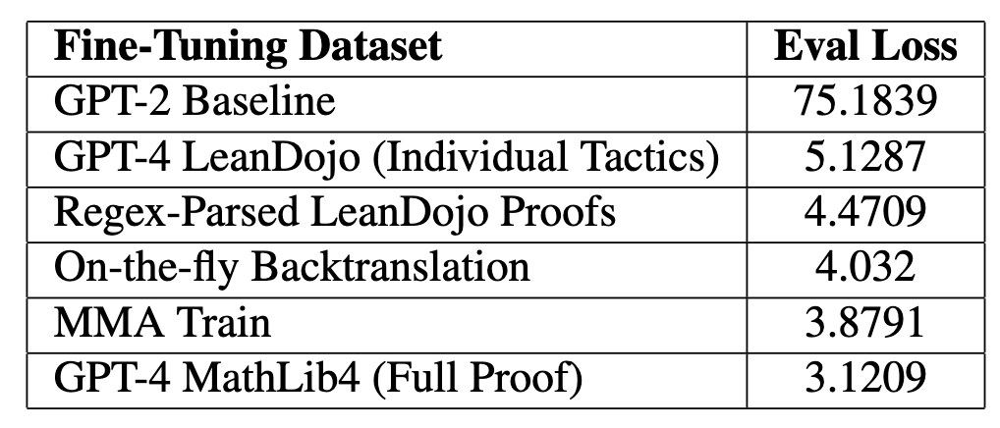 Fine-Tuning Dataset Eval Loss
GPT-2 Baseline 75.1839
GPT-4 LeanDojo (Individual Tactics) 5.1287
Regex-Parsed LeanDojo Proofs 4.4709
On-the-fly Backtranslation 4.032
MMA Train 3.8791
GPT-4 MathLib4 (Full Proof) 3.1209